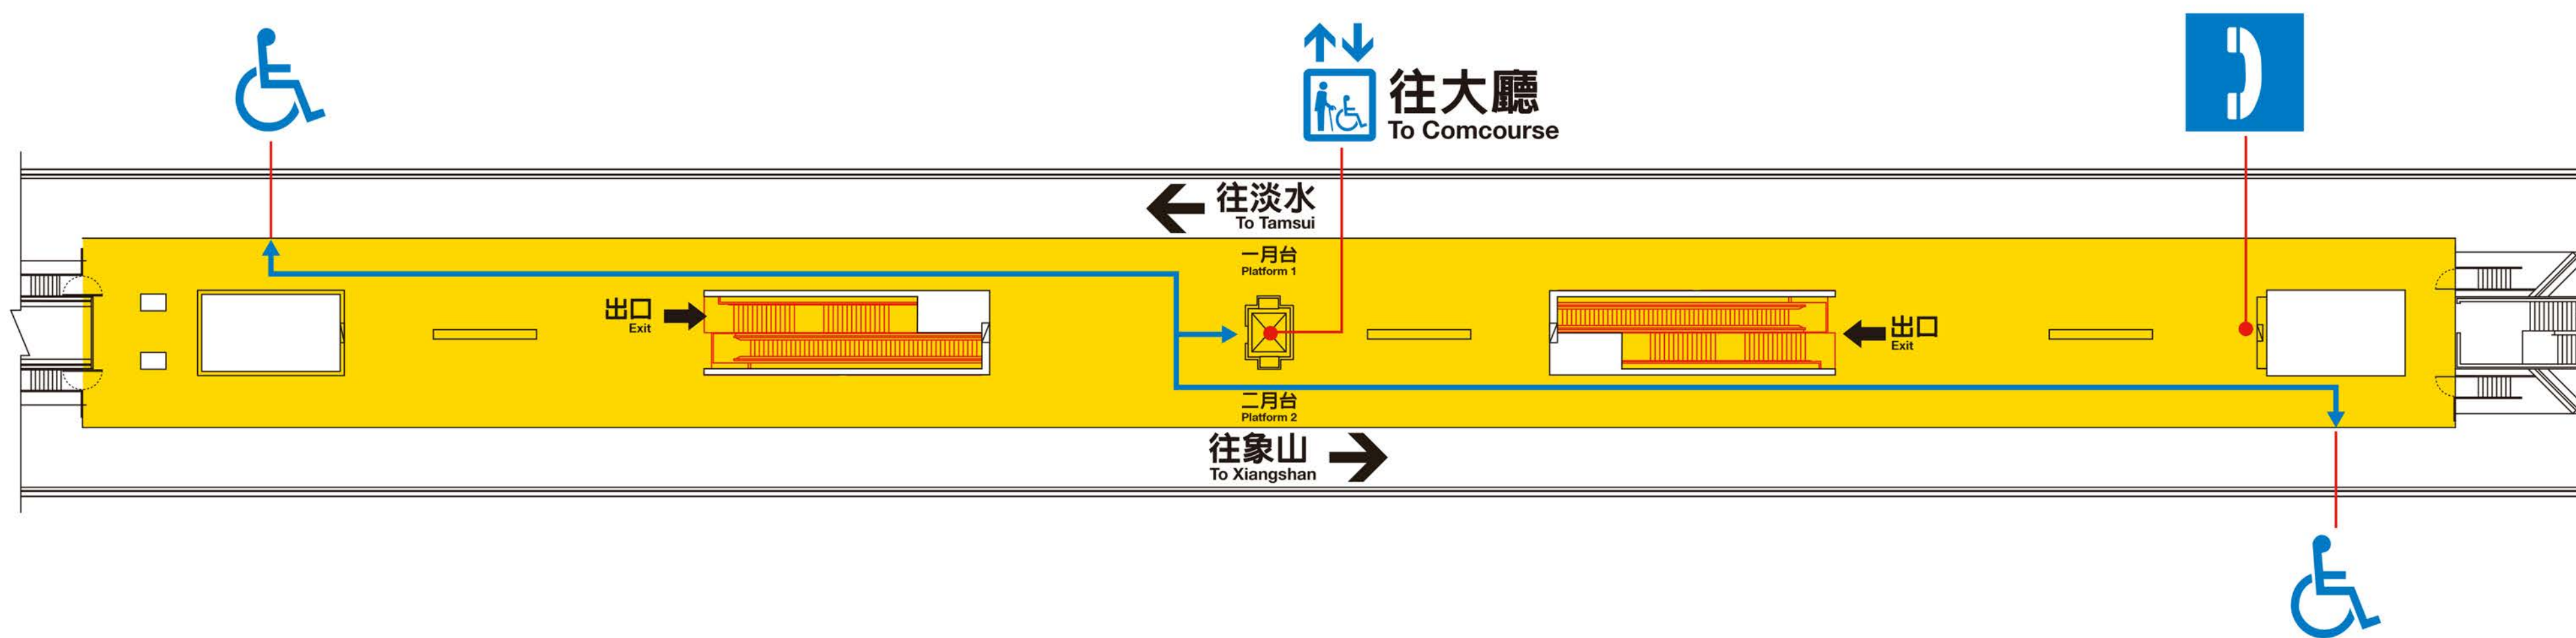 往大廳
To Comcourse
往淡水
To Tamsui
一月台
Platform 1
出口
Exit
出口
Exit
二月台
Platform 2
往象山
To Xiangshan